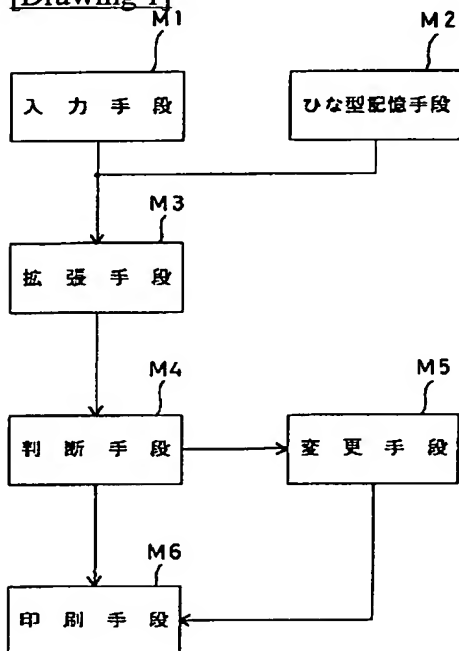 [Drawing 1]
M1
M2
入力手段
ひな型記憶手段
M3
拡張手段
M4
M5
判断手段
変更手段
M6
印刷手段